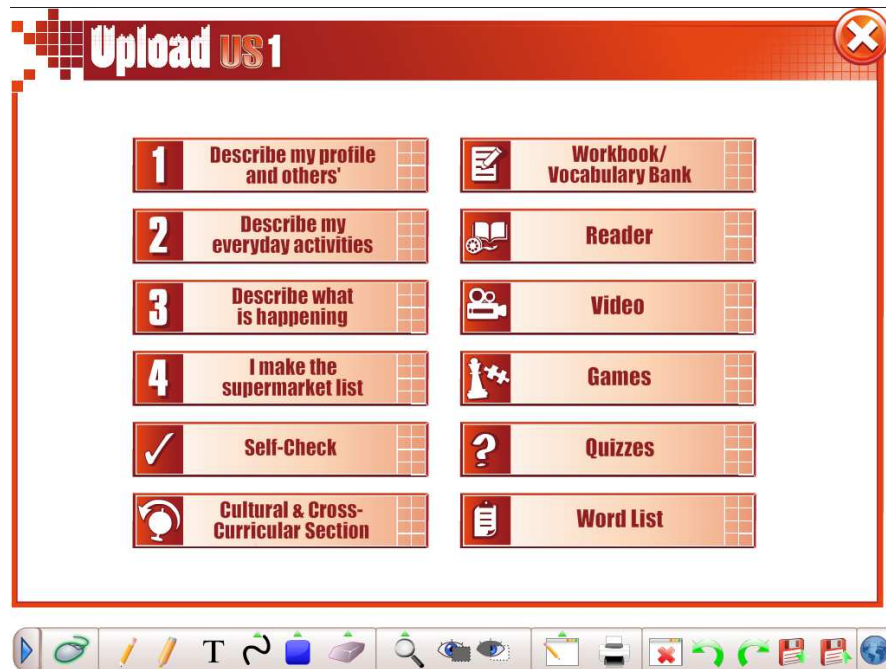 Upload US 1
1
Describe my profile
and others'
2
Describe my
everyday activities
3
Describe what
is happening
4
I make the
supermarket list
Self-Check
Cultural & Cross-
Curricular Section
Workbook/
Vocabulary Bank
Reader
Video
Games
?
Quizzes
Word List
T